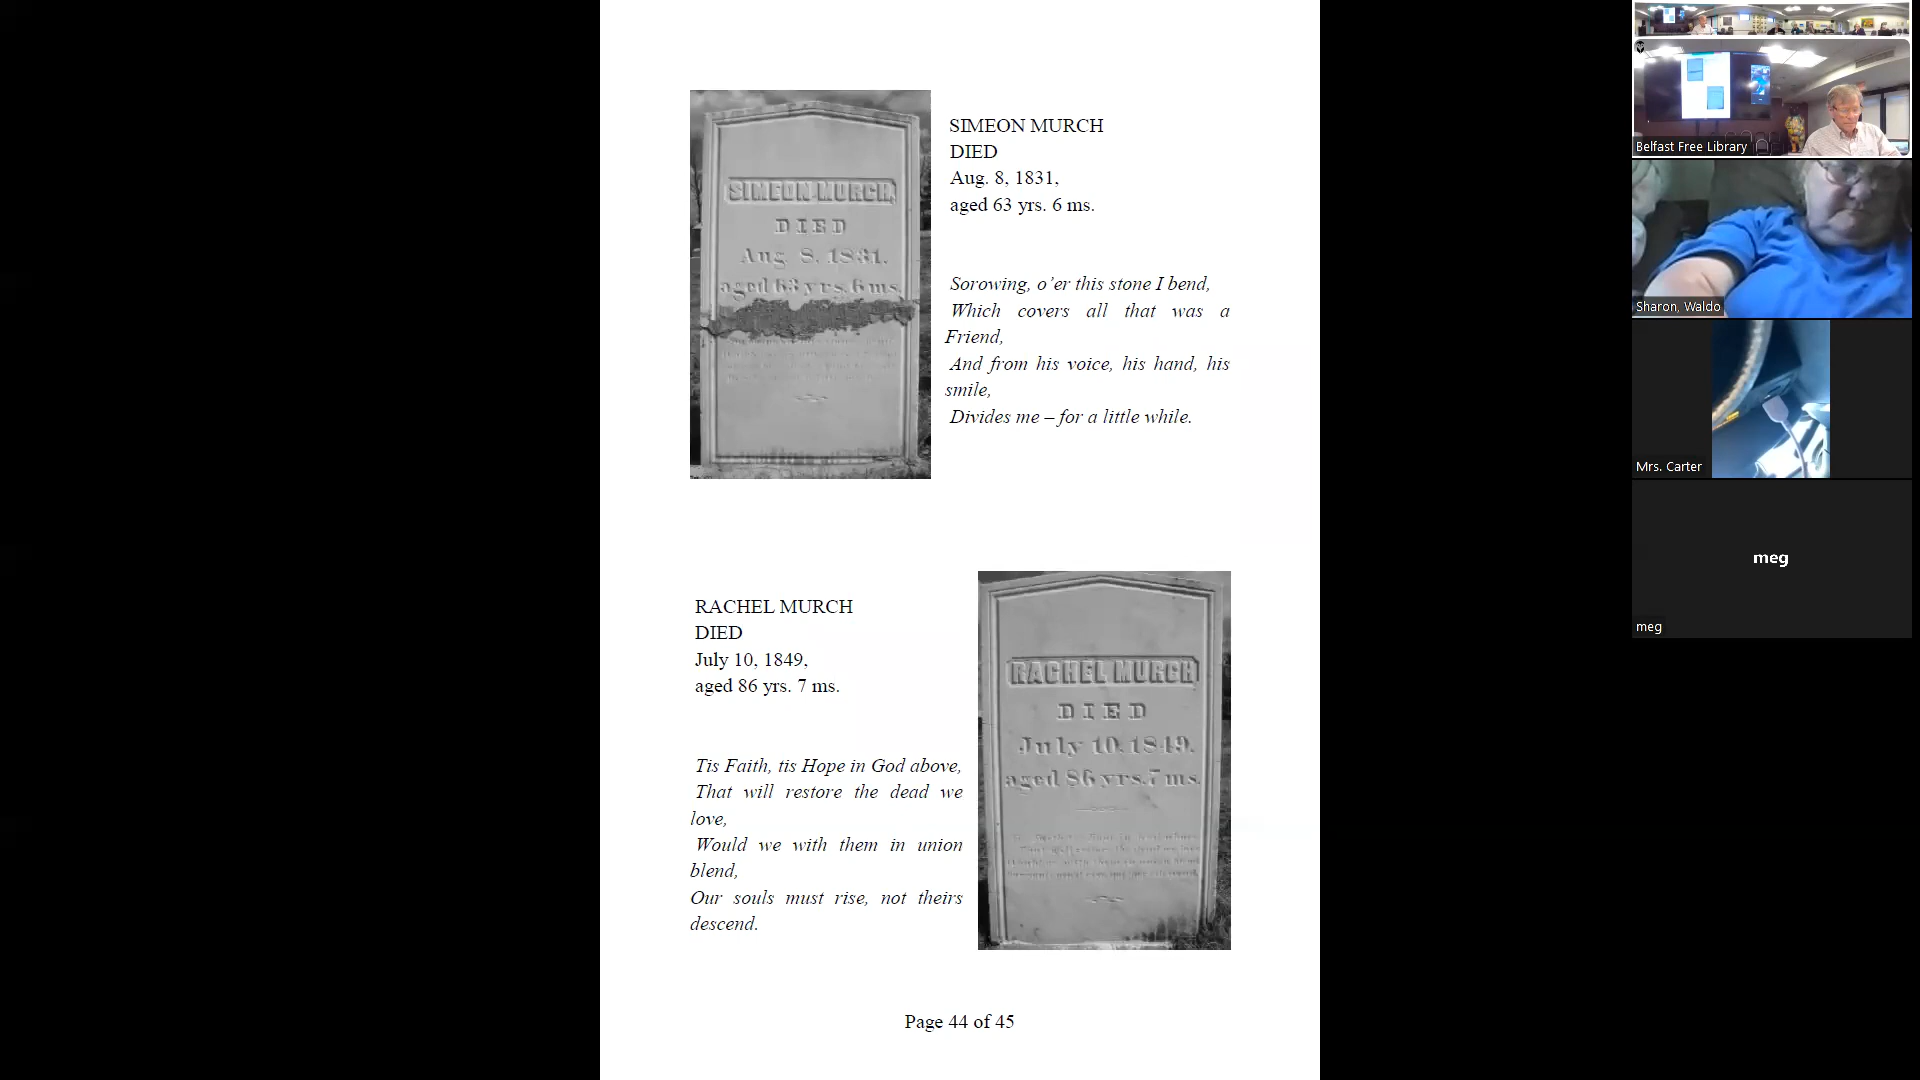 SIMEON MURCH
DIED
Aug. 8, 1831.
aged 63 yrs. 6 ms.
SIMEON MURCH
DIED
Aug. 8, 1831,
aged 63 yrs. 6 ms.
Sorowing, o’er this stone I bend,
Which covers all that was a
Friend,
And from his voice, his hand, his
smile,
Divides me – for a little while.
RACHEL MURCH
DIED
July 10, 1849,
aged 86 yrs. 7 ms.
Tis Faith, tis Hope in God above,
That will restore the dead we
love,
Would we with them in union
blend,
Our souls must rise, not theirs
descend.
RACHEL MURCH
DIED
July 10, 1849.
aged 86 yrs. 7 ms.
Page 44 of 45
Belfast Free Library
Sharon, Waldo
Mrs. Carter
meg
meg